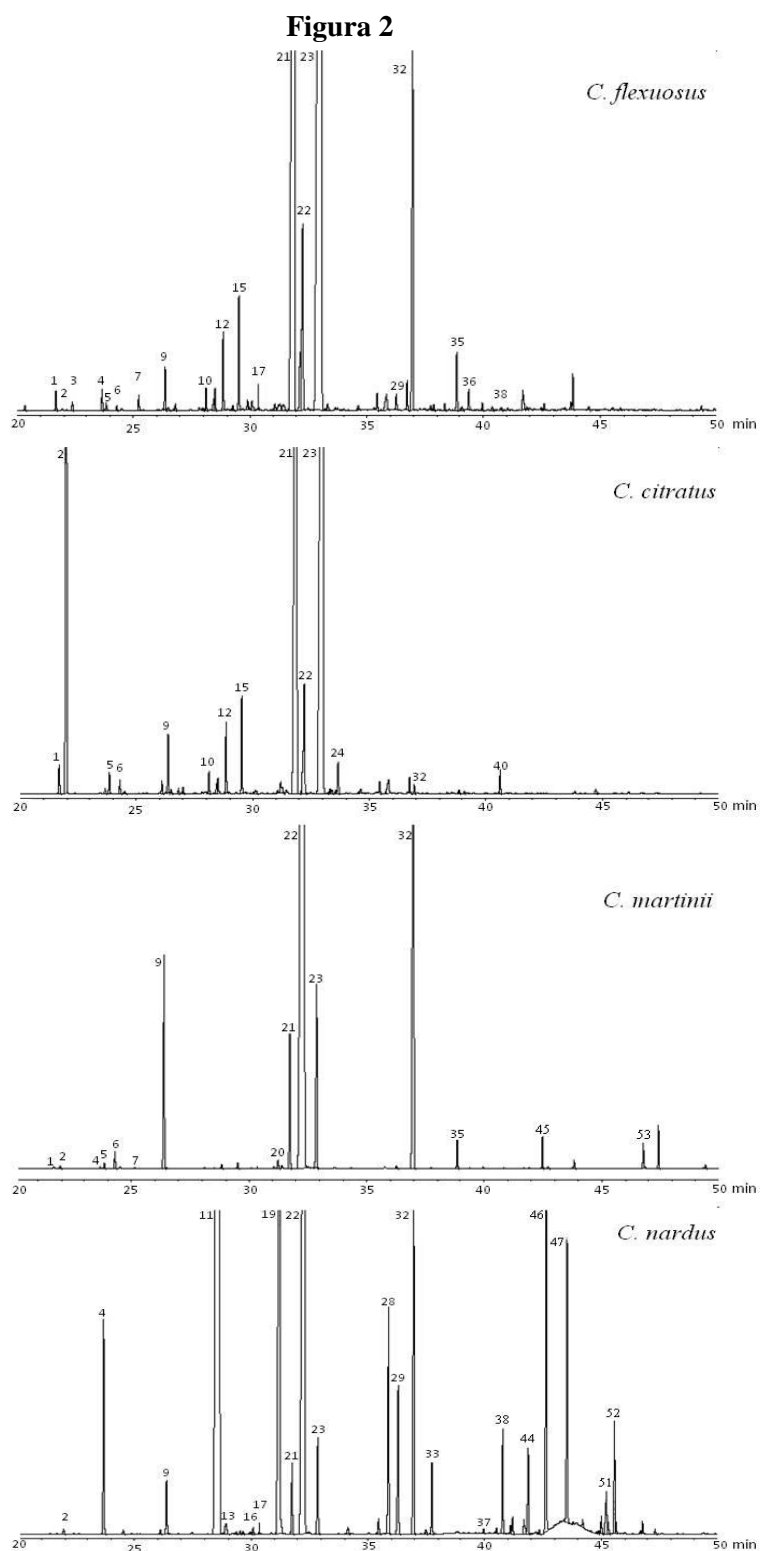 Figura 2
21 23 32
C. flexuosus
22
15
12
35
9
1 2 3 4 5 6 7 10 17 29 36 38
20 25 30 35 40 45 50 min
2 21 23
C. citratus
22
15
12
9
24
1 5 6 10 32 40
20 25 30 35 40 45 50 min
22 32
C. martinii
9
23
21
1 2 4 5 6 7 20 35 45 53
20 25 30 35 40 45 50 min
11 19 22 32 46
C. nardus
47
4 28
29
23 38 52
21 33 44
9
2 13 16 17 37 51
20 25 30 35 40 45 50 min